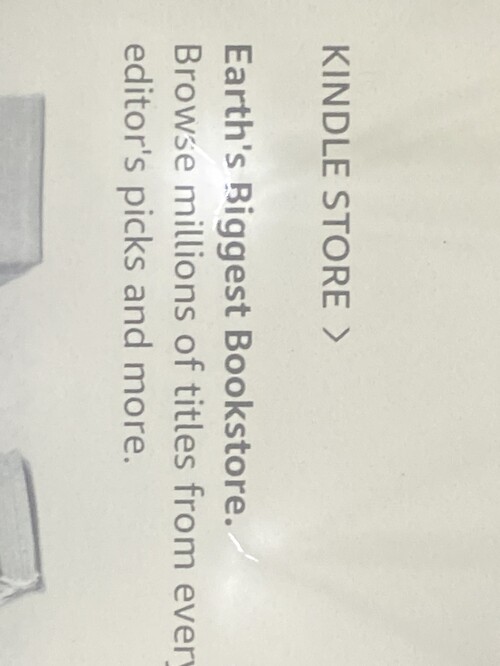 KINDLE STORE >
Earth's Biggest Bookstore.
Browse millions of titles from every
editor's picks and more.